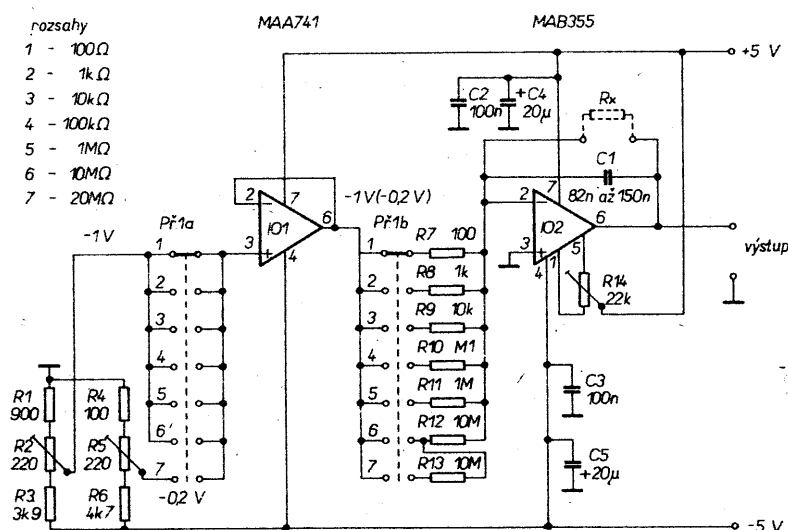 rozsahy
1 - 100Ω
2 - 1kΩ
3 - 10kΩ
4 - 100kΩ
5 - 1MΩ
6 - 10MΩ
7 - 20MΩ
MAA741
MAB355
+5 V
C2
100n
+C4
20µ
Rx
C1
82n až 150n
2
7
IO1
6
3
+
4
-1V(-0,2 V)
2
7
IO2
6
3
+
4
1
5
výstup
R14
22k
-1V
Př1a
1
2
3
4
5
6
7
-0,2 V
Př1b
1
2
3
4
5
6
7
R7 100
R8 1k
R9 10k
R10 M1
R11 1M
R12 10M
R13 10M
R1
900
R2
220
R3
3k9
R4
100
R5
220
R6
4k7
C3
100n
C5
+20µ
-5 V